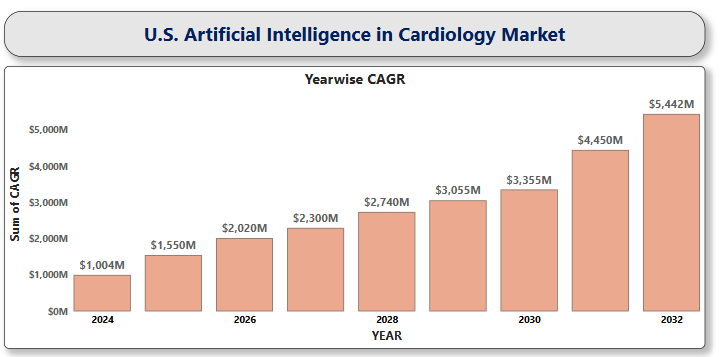 U.S. Artificial Intelligence in Cardiology Market
Yearwise CAGR
$5,442M
$4,450M
$3,355M
$3,055M
$2,740M
$2,300M
$2,020M
$1,550M
$1,004M
$5,000M
$4,000M
$3,000M
$2,000M
$1,000M
$0M
Sum of CAGR
2024
2026
2028
2030
2032
YEAR